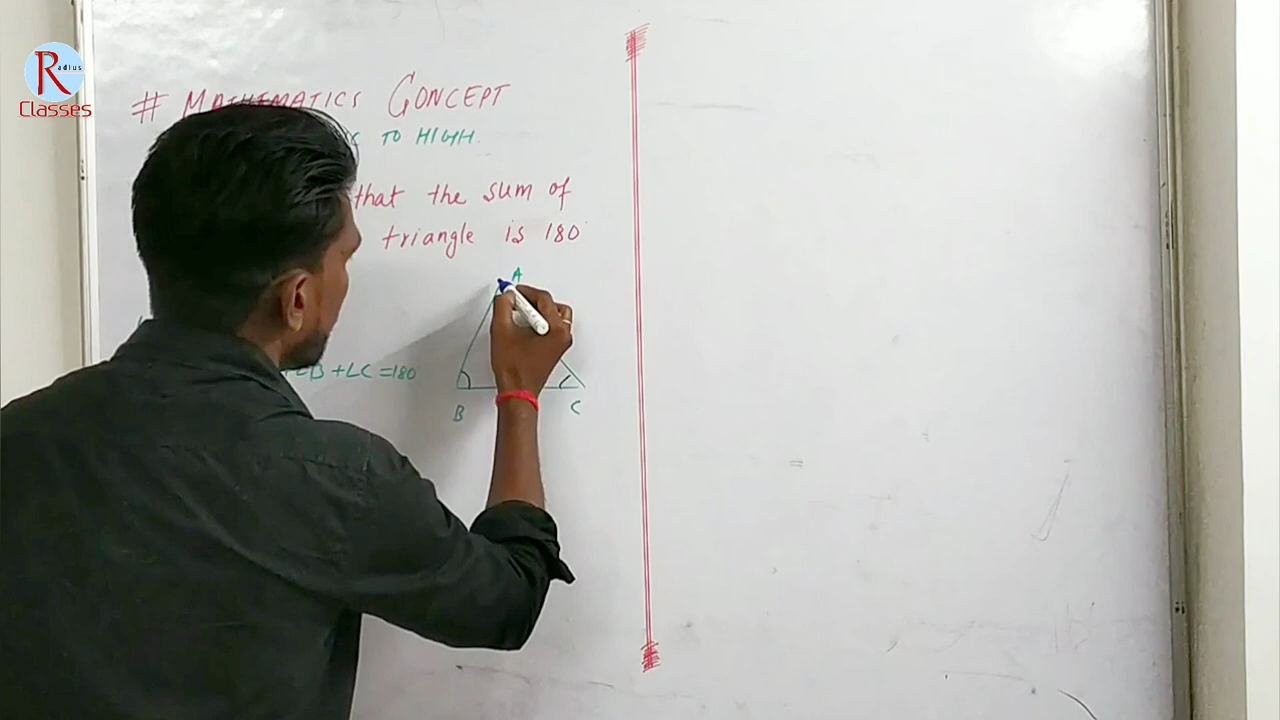 Radius
Classes
# MATHEMATICS CONCEPT
TO HIGH.
that the sum of
triangle is 180°
A
+∠B +∠C =180
B
C